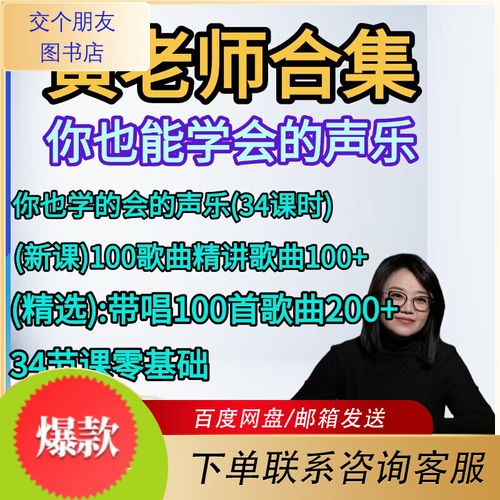 交个朋友
图书店
黄老师合集
你也能学会的声乐
你也学的会的声乐(34课时)
(新课)100歌曲精讲歌曲100+
(精选):带唱100首歌曲200+
34节课零基础
爆款
百度网盘/邮箱发送
下单联系咨询客服